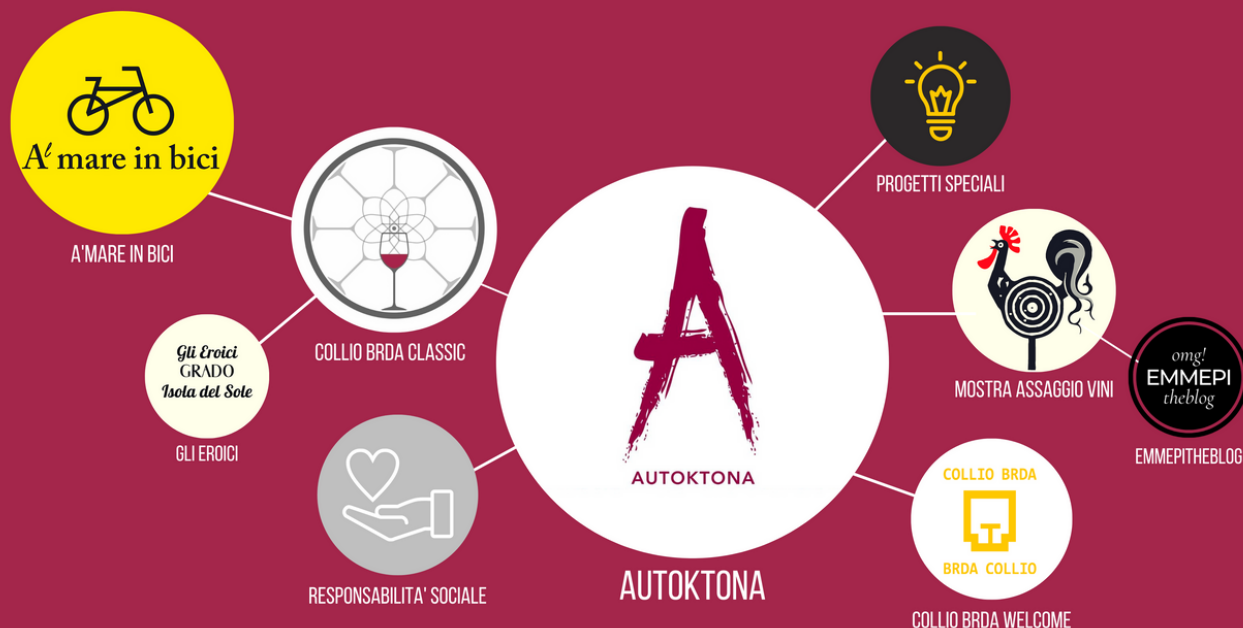 A' mare in bici
A'MARE IN BICI
Gli Eroici
GRADO
Isola del Sole
GLI EROICI
COLLIO BRDA CLASSIC
RESPONSABILITA' SOCIALE
AUTOKTONA
AUTOKTONA
PROGETTI SPECIALI
MOSTRA ASSAGGIO VINI
omg!
EMMEPI
theblog
EMMEPITHEBLOG
COLLIO BRDA
BRDA COLLIO
COLLIO BRDA WELCOME